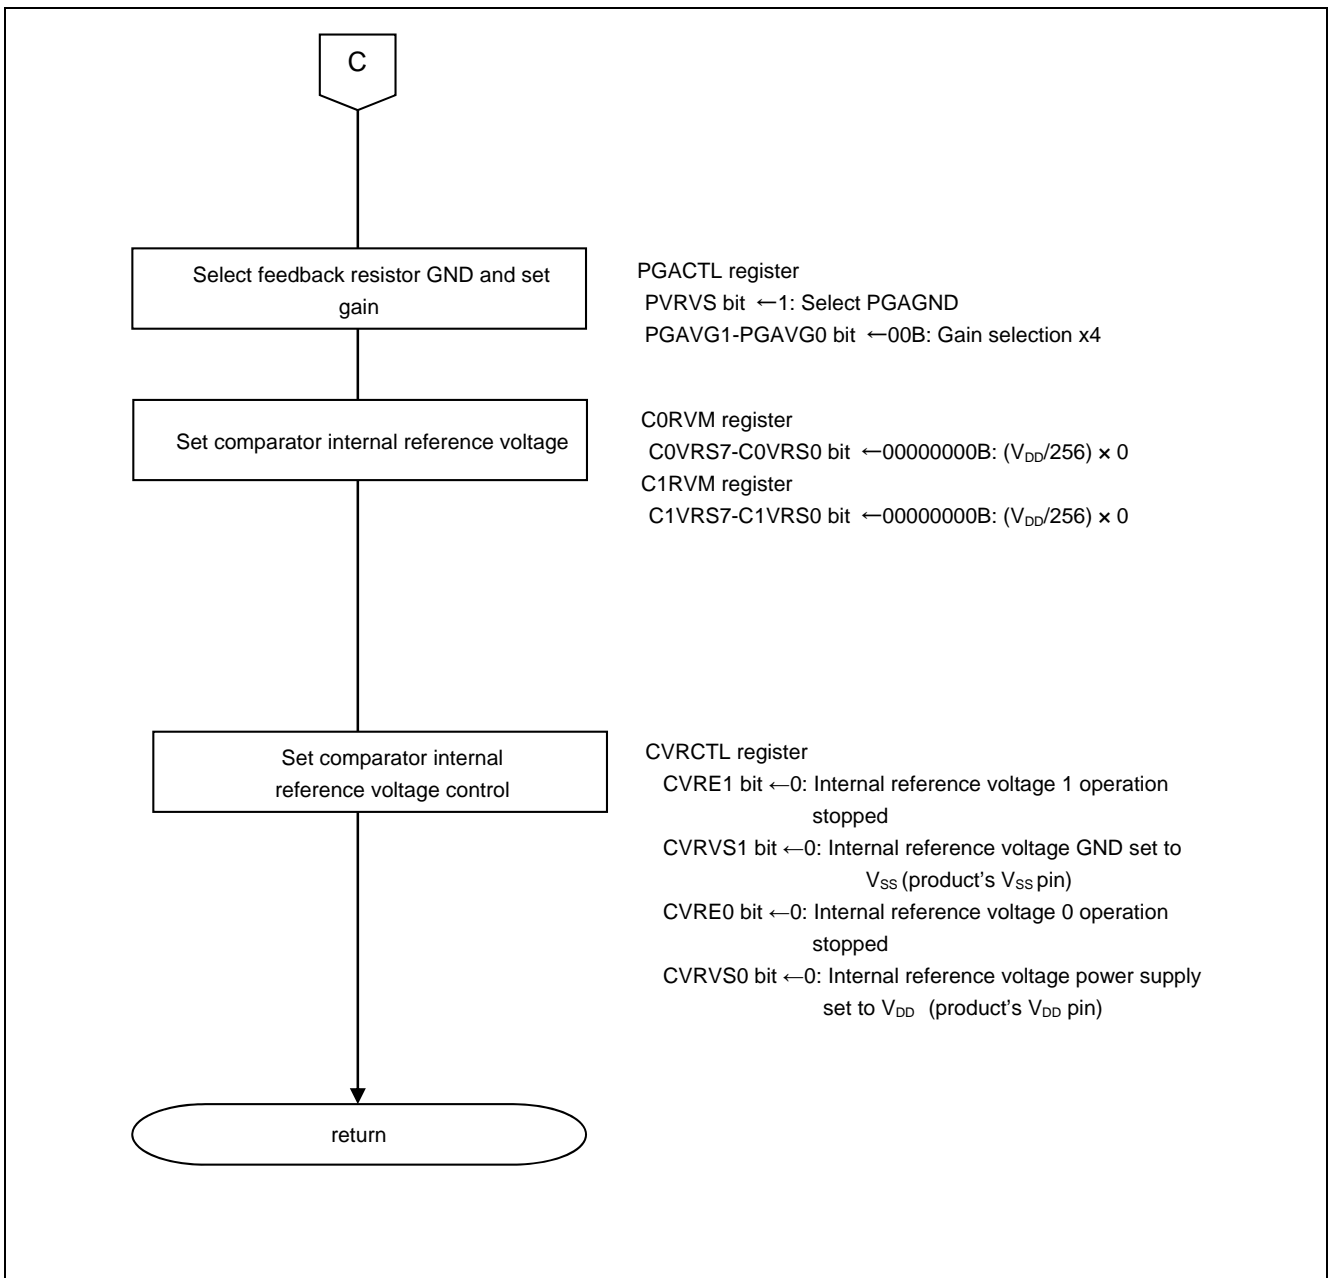 C
Select feedback resistor GND and set
gain
PGACTL register
PVRVS bit ←1: Select PGAGND
PGAVG1-PGAVG0 bit ←00B: Gain selection x4
Set comparator internal reference voltage
C0RVM register
C0VRS7-C0VRS0 bit ←00000000B: (VDD/256) × 0
C1RVM register
C1VRS7-C1VRS0 bit ←00000000B: (VDD/256) × 0
Set comparator internal
reference voltage control
CVRCTL register
CVRE1 bit ←0: Internal reference voltage 1 operation
stopped
CVRVS1 bit ←0: Internal reference voltage GND set to
VSS (product's VSS pin)
CVRE0 bit ←0: Internal reference voltage 0 operation
stopped
CVRVS0 bit ←0: Internal reference voltage power supply
set to VDD (product's VDD pin)
return